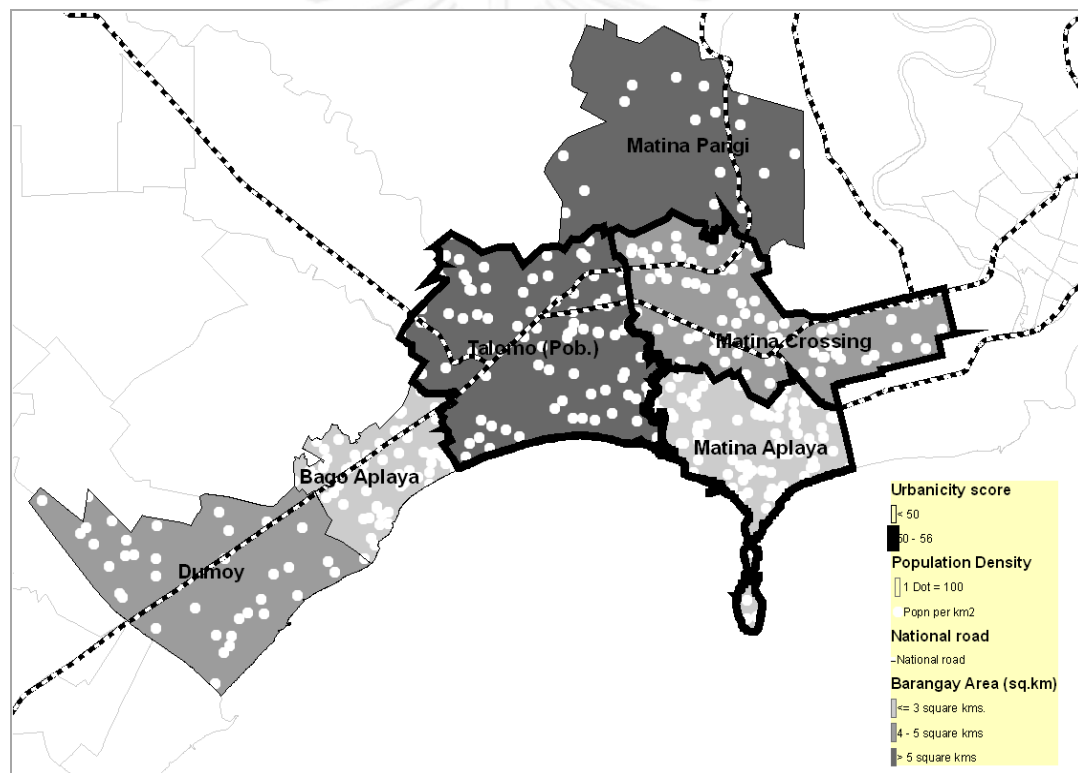 Matina Pangi
Talomo (Pob.)
Matina Crossing
Matina Aplaya
Bago Aplaya
Dumoy
Urbanicity score
< 50
50 - 56
Population Density
1 Dot = 100
Popn per km2
National road
National road
Barangay Area (sq.km)
<= 3 square kms.
4 - 5 square kms
> 5 square kms